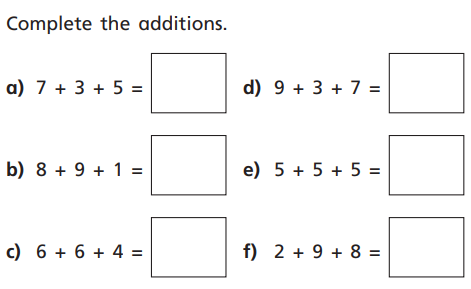 Complete the additions.
a) 7 + 3 + 5 =
d) 9 + 3 + 7 =
b) 8 + 9 + 1 =
e) 5 + 5 + 5 =
c) 6 + 6 + 4 =
f) 2 + 9 + 8 =